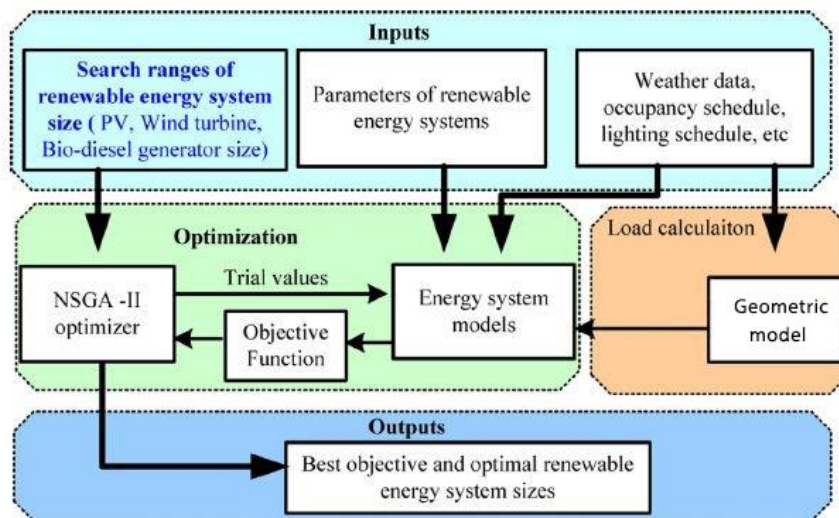 Inputs
Search ranges of
renewable energy system
size ( PV, Wind turbine,
Bio-diesel generator size)
Parameters of renewable
energy systems
Weather data,
occupancy schedule,
lighting schedule, etc
Optimization
Load calculaiton
NSGA -II
optimizer
Trial values
Energy system
models
Objective
Function
Geometric
model
Outputs
Best objective and optimal renewable
energy system sizes